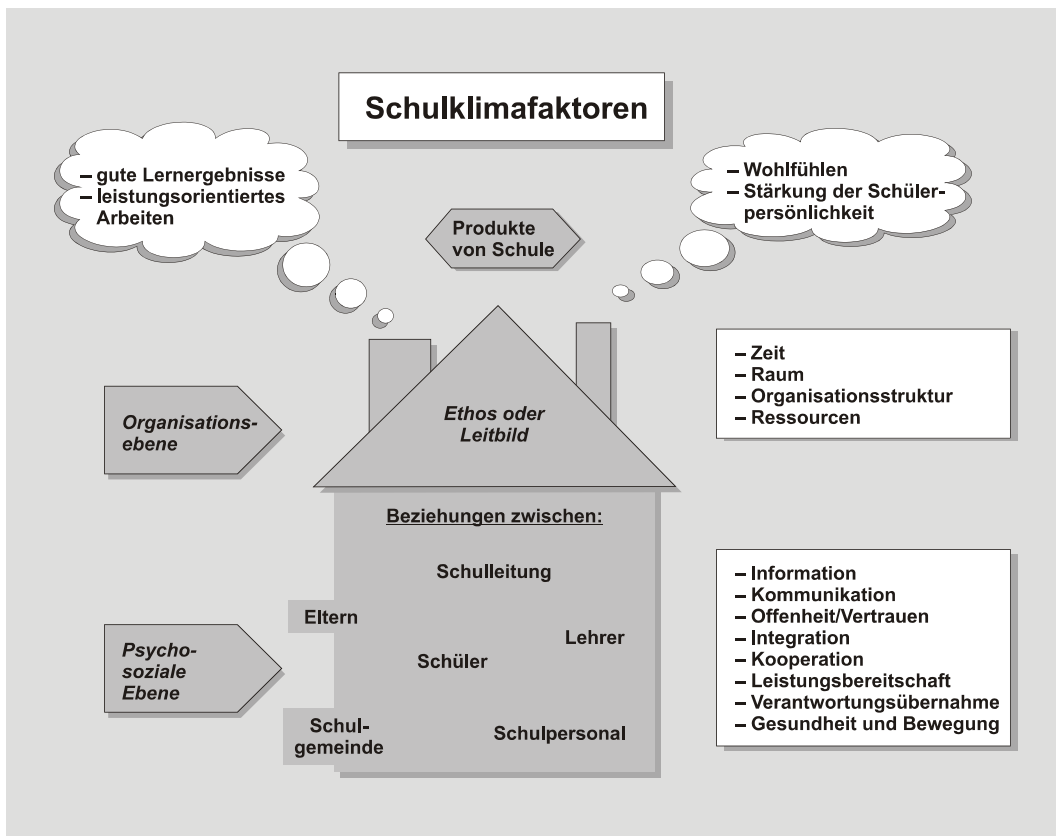 Schulklimafaktoren
– gute Lernergebnisse
– leistungsorientiertes
Arbeiten
– Wohlfühlen
– Stärkung der Schüler-
persönlichkeit
Produkte
von Schule
Organisations-
ebene
Ethos oder
Leitbild
– Zeit
– Raum
– Organisationsstruktur
– Ressourcen
Beziehungen zwischen:
Schulleitung
Eltern
Lehrer
Schüler
Schul-
gemeinde
Schulpersonal
Psycho-
soziale
Ebene
– Information
– Kommunikation
– Offenheit/Vertrauen
– Integration
– Kooperation
– Leistungsbereitschaft
– Verantwortungsübernahme
– Gesundheit und Bewegung